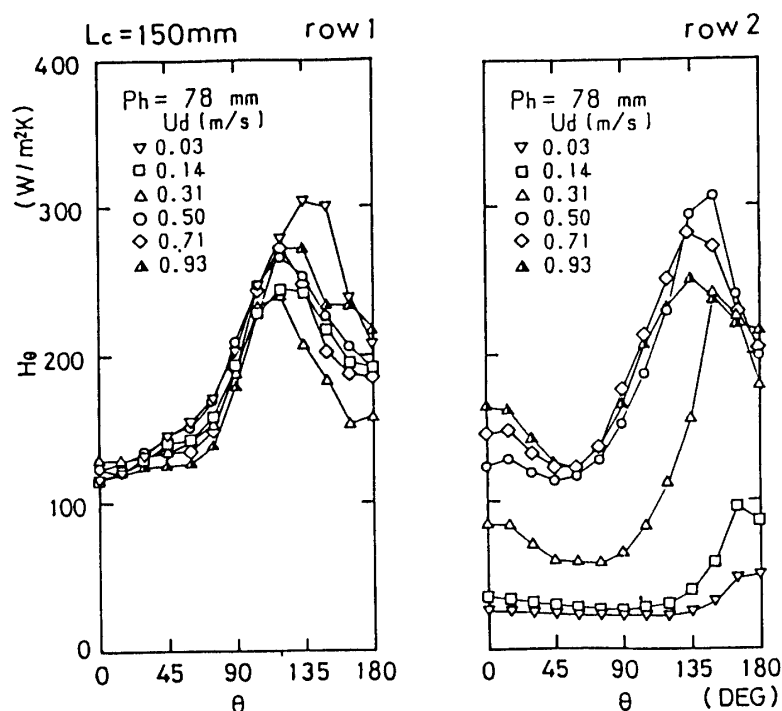 Lc=150mm row1
400
(W/m²K)
300
200
Hθ
100
0
Ph = 78 mm
Ud (m/s)
▽ 0.03
□ 0.14
△ 0.31
○ 0.50
◇ 0.71
◮ 0.93
0 45 90 135 180
θ
row2
Ph = 78 mm
Ud (m/s)
▽ 0.03
□ 0.14
△ 0.31
○ 0.50
◇ 0.71
◮ 0.93
0 45 90 135 180
θ (DEG)